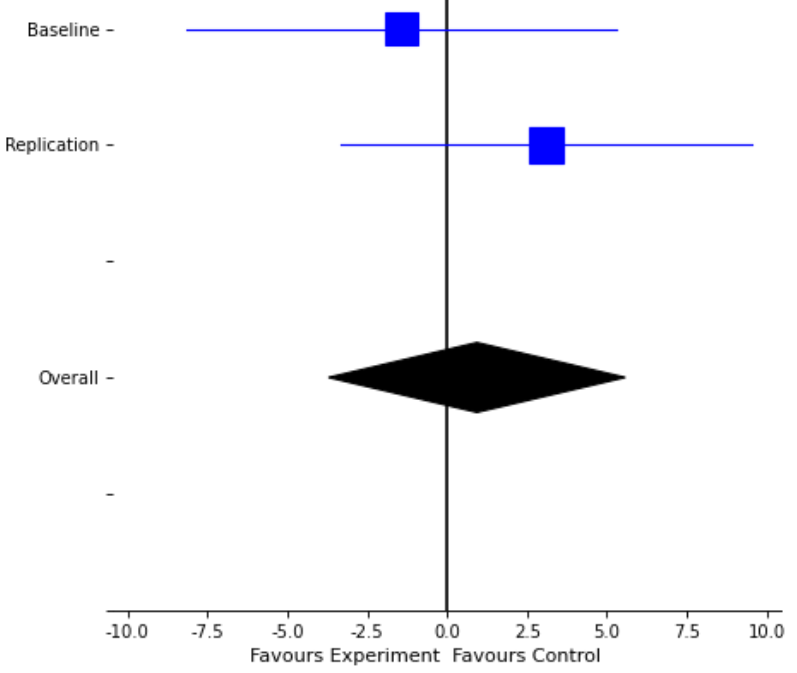 Baseline
Replication
Overall
-10.0 -7.5 -5.0 -2.5 0.0 2.5 5.0 7.5 10.0
Favours Experiment Favours Control